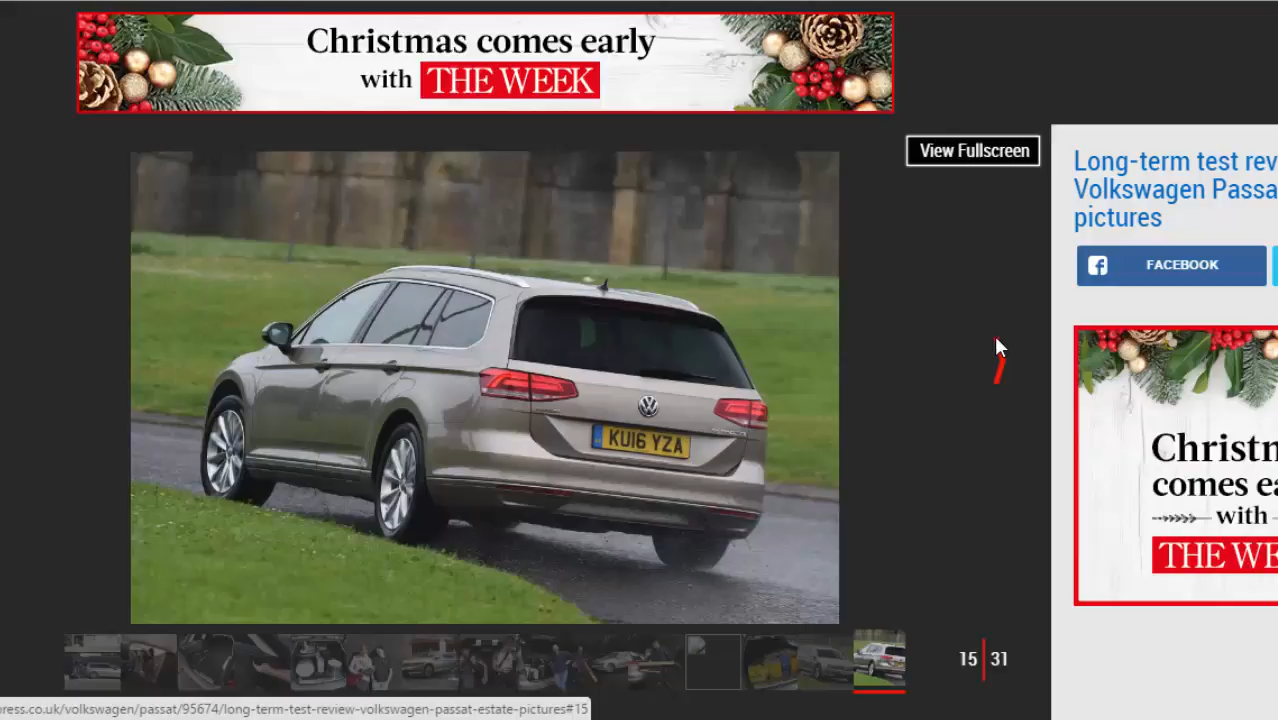 Christmas comes early
with THE WEEK
View Fullscreen
Long-term test rev
Volkswagen Passa
pictures
FACEBOOK
KU16 YZA
Christm
comes ea
with
THE WE
15 31
press.co.uk/volkswagen/passat/95674/long-term-test-review-volkswagen-passat-estate-pictures#15